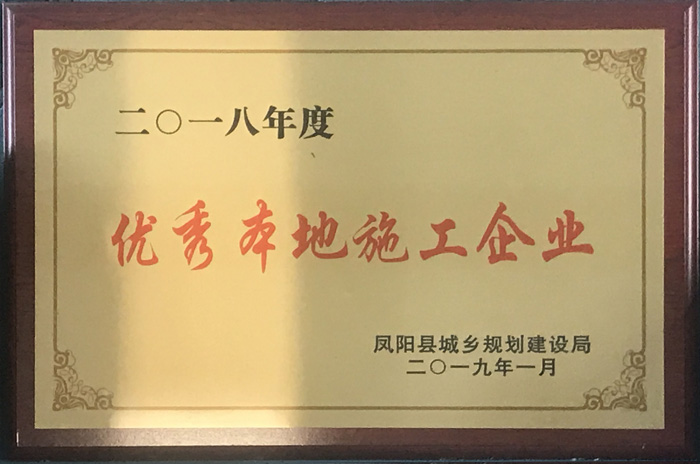 二〇一八年度
优秀本地施工企业
凤阳县城乡规划建设局
二〇一九年一月